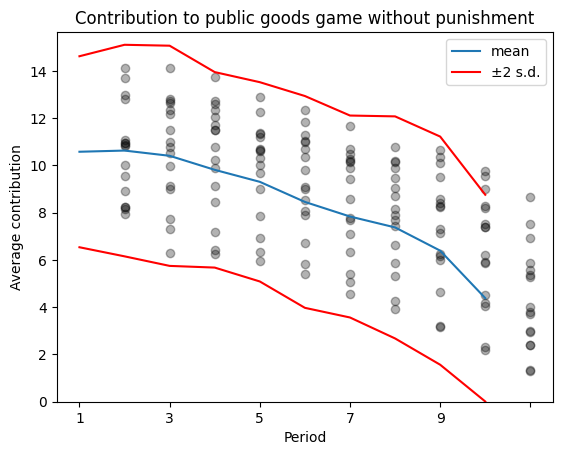 Contribution to public goods game without punishment
mean
±2 s.d.
14
12
10
8
6
4
2
0
Average contribution
1 3 5 7 9
Period